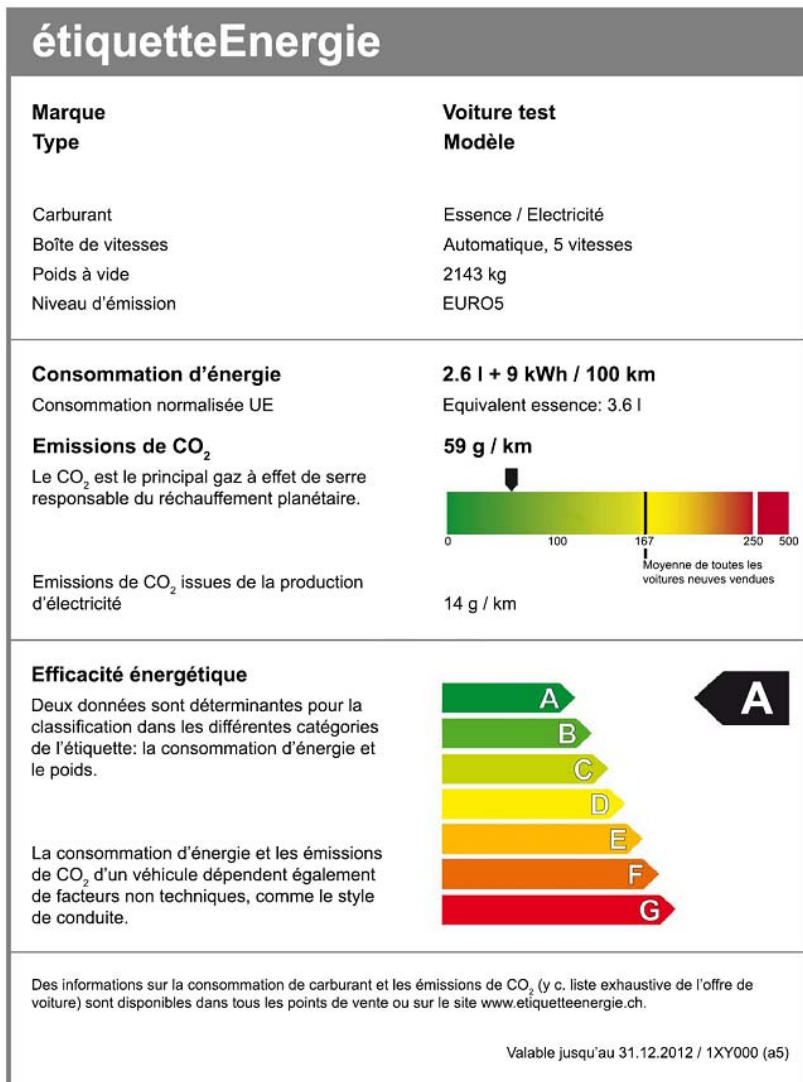 étiquetteEnergie
Marque Voiture test
Type Modèle
Carburant Essence / Electricité
Boîte de vitesses Automatique, 5 vitesses
Poids à vide 2143 kg
Niveau d'émission EURO5
Consommation d'énergie 2.6 l + 9 kWh / 100 km
Consommation normalisée UE Equivalent essence: 3.6 l
Emissions de CO₂ 59 g / km
Le CO₂ est le principal gaz à effet de serre
responsable du réchauffement planétaire.
0 100 167 250 500
Moyenne de toutes les
voitures neuves vendues
Emissions de CO₂ issues de la production
d'électricité 14 g / km
Efficacité énergétique
Deux données sont déterminantes pour la
classification dans les différentes catégories
de l'étiquette: la consommation d'énergie et
le poids.
La consommation d'énergie et les émissions
de CO₂ d'un véhicule dépendent également
de facteurs non techniques, comme le style
de conduite.
A A
B
C
D
E
F
G
Des informations sur la consommation de carburant et les émissions de CO₂ (y c. liste exhaustive de l'offre de
voiture) sont disponibles dans tous les points de vente ou sur le site www.etiquetteenergie.ch.
Valable jusqu'au 31.12.2012 / 1XY000 (a5)